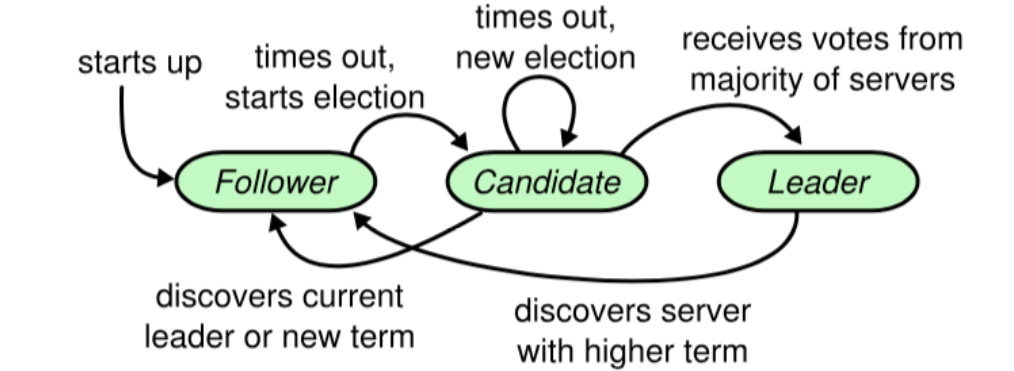 starts up
times out,
starts election
times out,
new election
receives votes from
majority of servers
Follower
Candidate
Leader
discovers current
leader or new term
discovers server
with higher term